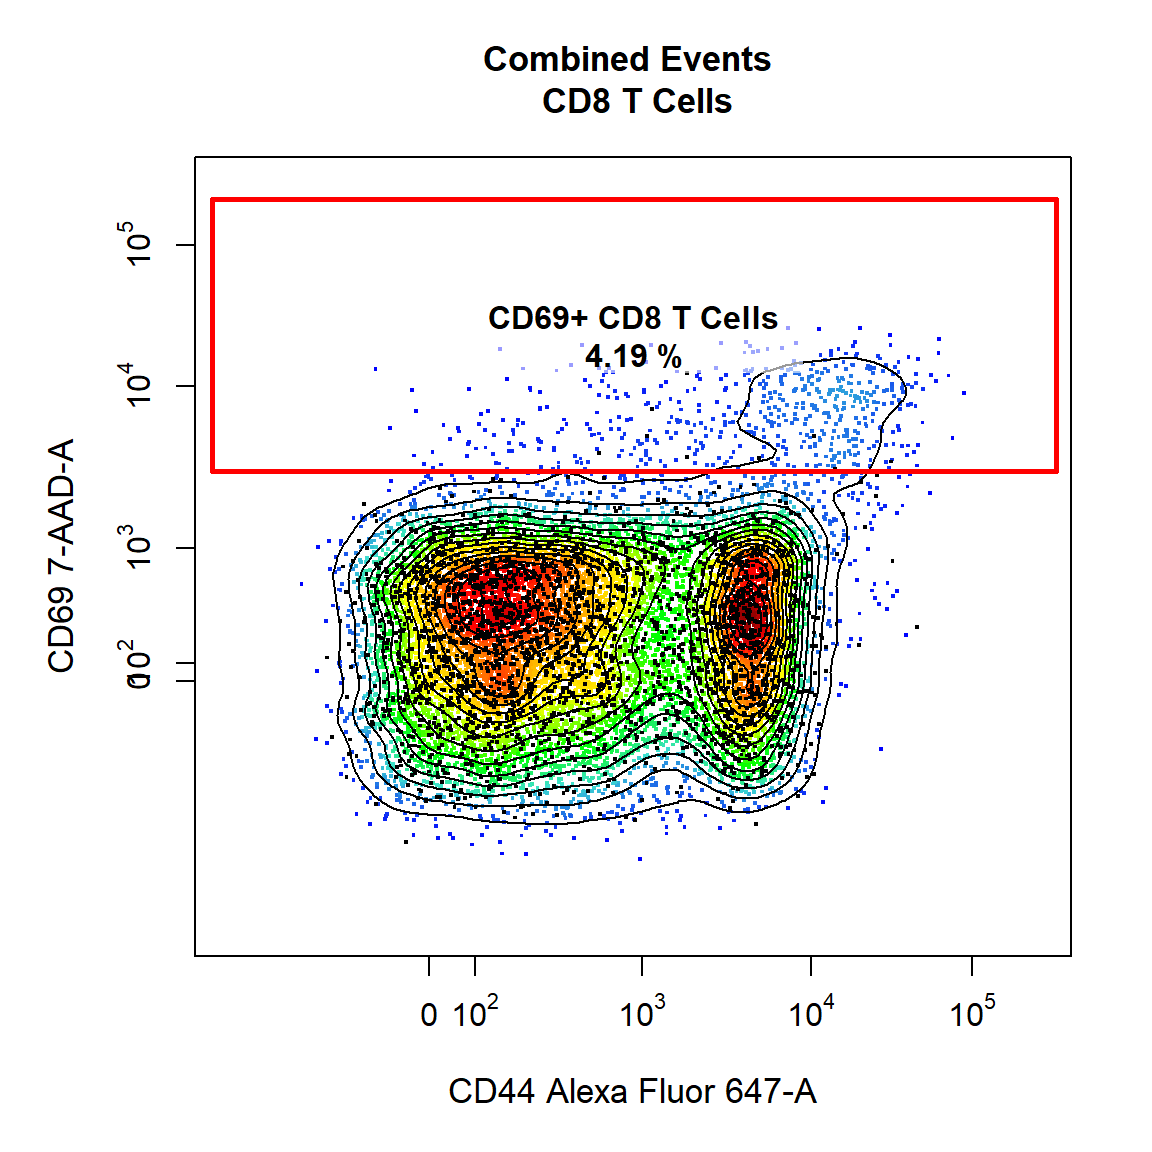 Combined Events
CD8 T Cells
CD69+ CD8 T Cells
4.19 %
CD69 7-AAD-A
10^5
10^4
10^3
10^2
0
0 10^2 10^3 10^4 10^5
CD44 Alexa Fluor 647-A